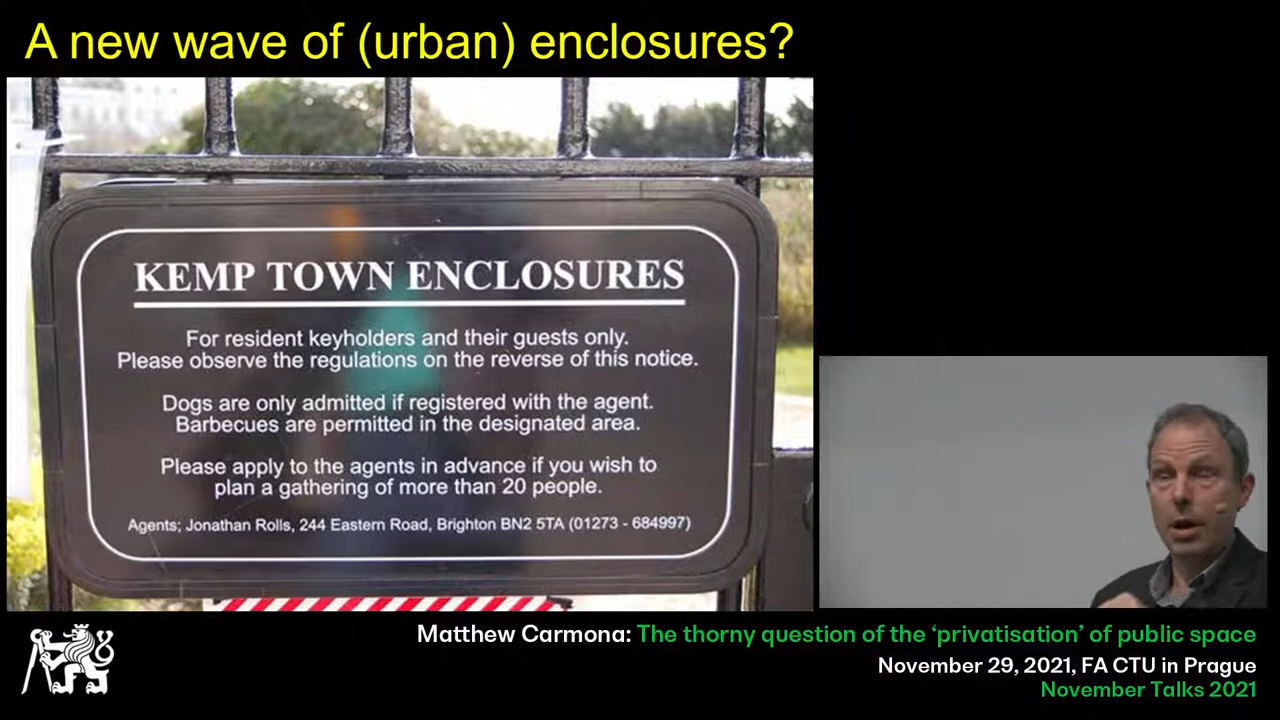 A new wave of (urban) enclosures?
KEMP TOWN ENCLOSURES
For resident keyholders and their guests only.
Please observe the regulations on the reverse of this notice.
Dogs are only admitted if registered with the agent.
Barbecues are permitted in the designated area.
Please apply to the agents in advance if you wish to
plan a gathering of more than 20 people.
Agents; Jonathan Rolls, 244 Eastern Road, Brighton BN2 5TA (01273 - 684997)
Matthew Carmona: The thorny question of the ‘privatisation’ of public space
November 29, 2021, FA CTU in Prague
November Talks 2021